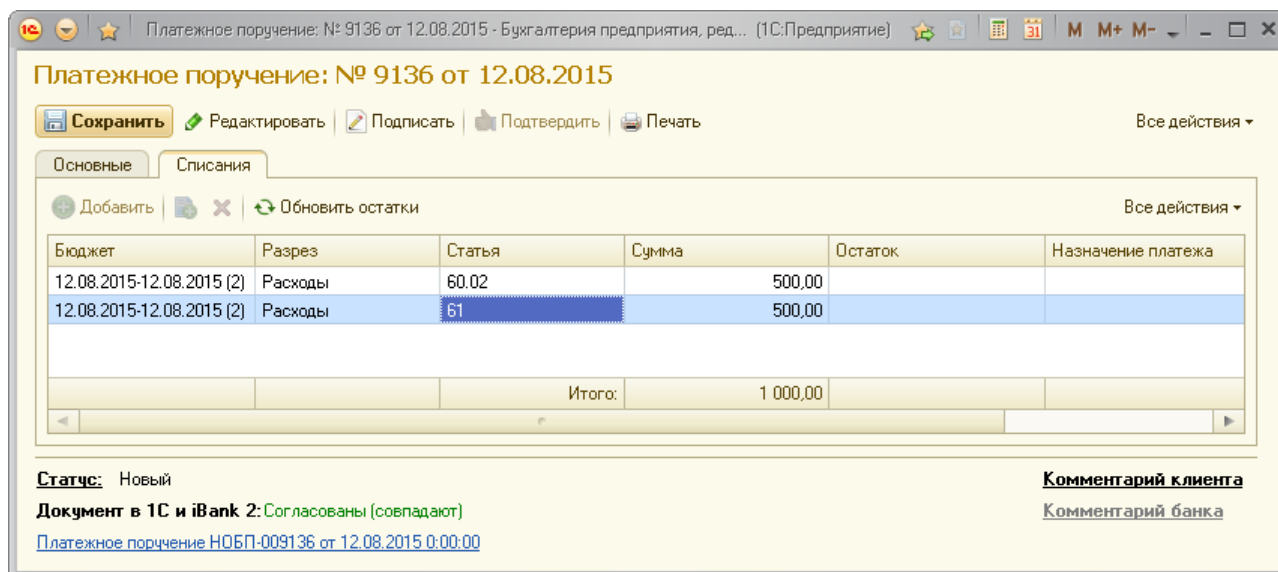 Платежное поручение: № 9136 от 12.08.2015 - Бухгалтерия предприятия, ред... (1С:Предприятие) 31 M M+ M-
Платежное поручение: № 9136 от 12.08.2015
Сохранить Редактировать Подписать Подтвердить Печать Все действия
Основные Списания
Добавить Обновить остатки Все действия
Бюджет Разрез Статья Сумма Остаток Назначение платежа
12.08.2015-12.08.2015 (2) Расходы 60.02 500,00
12.08.2015-12.08.2015 (2) Расходы 61 500,00
Итого: 1 000,00
Статус: Новый Комментарий клиента
Документ в 1С и iBank 2: Согласованы (совпадают) Комментарий банка
Платежное поручение НОБП-009136 от 12.08.2015 0:00:00